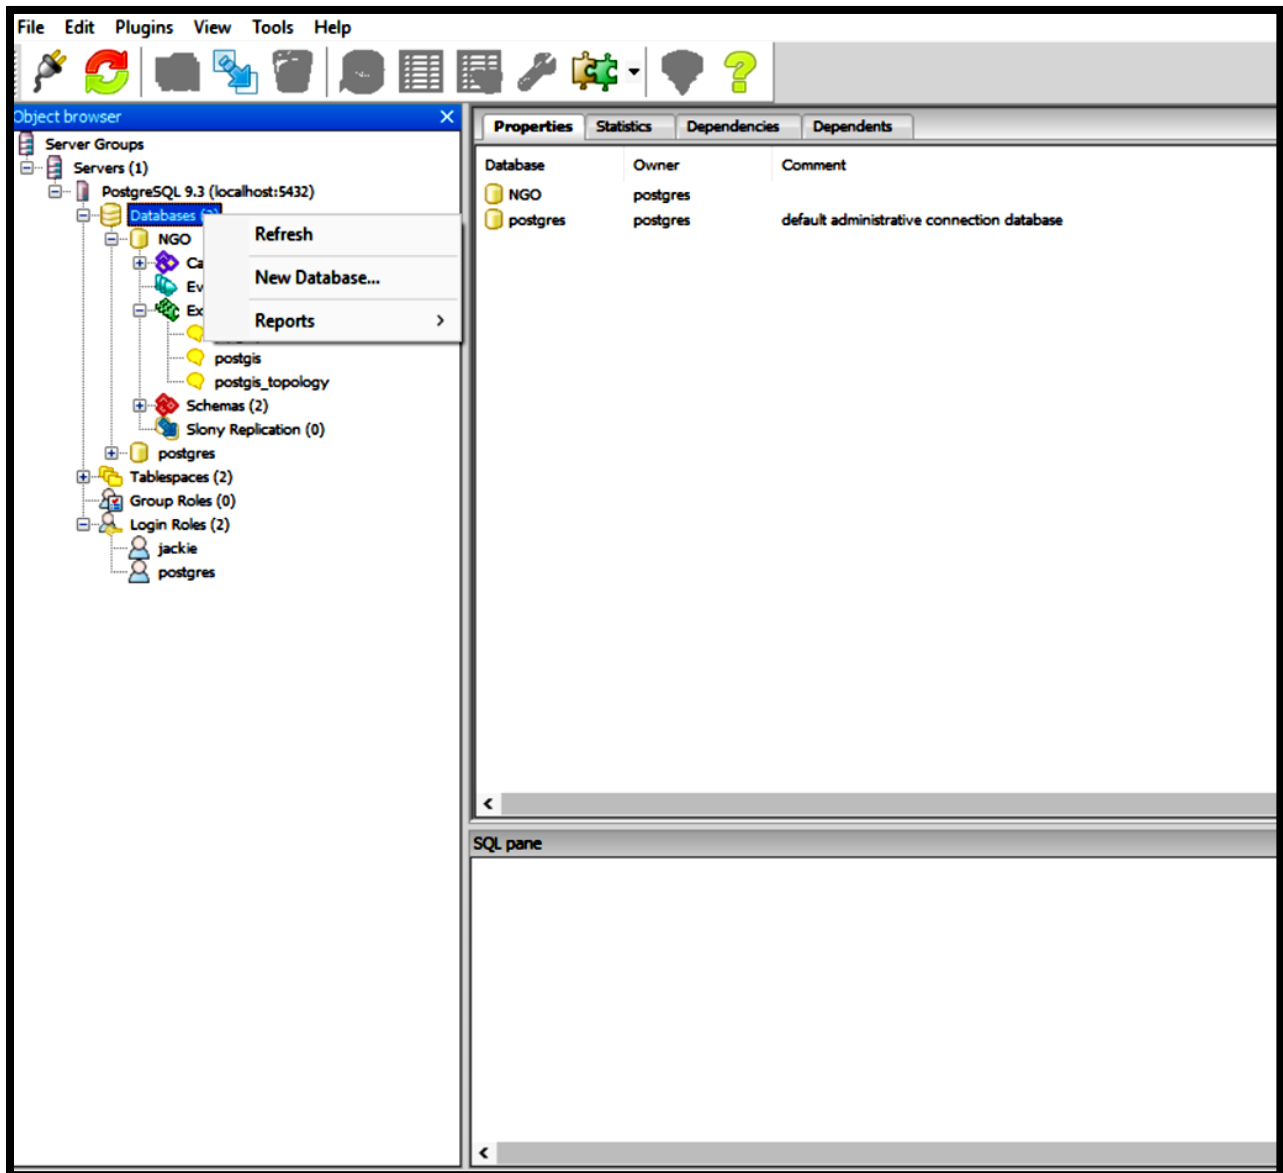 File Edit Plugins View Tools Help
Object browser
Server Groups
Servers (1)
PostgreSQL 9.3 (localhost:5432)
Databases
NGO
Ca
Ev
Ex
postgis
postgis_topology
Schemas (2)
Slony Replication (0)
postgres
Tablespaces (2)
Group Roles (0)
Login Roles (2)
jackie
postgres
Refresh
New Database...
Reports
Properties Statistics Dependencies Dependents
Database Owner Comment
NGO postgres
postgres postgres default administrative connection database
SQL pane